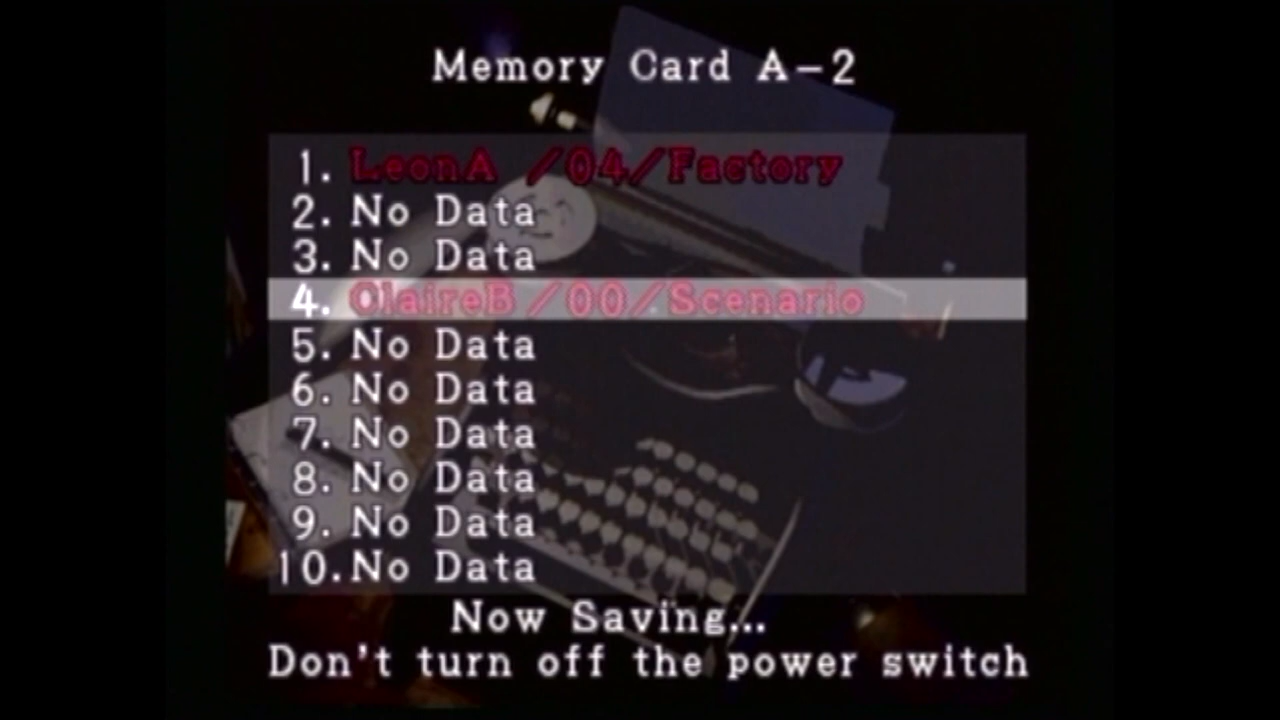 Memory Card A-2
1. LeonA /04/Factory
2. No Data
3. No Data
4. ClaireB/00/Scenario
5. No Data
6. No Data
7. No Data
8. No Data
9. No Data
10. No Data
Now Saving...
Don't turn off the power switch